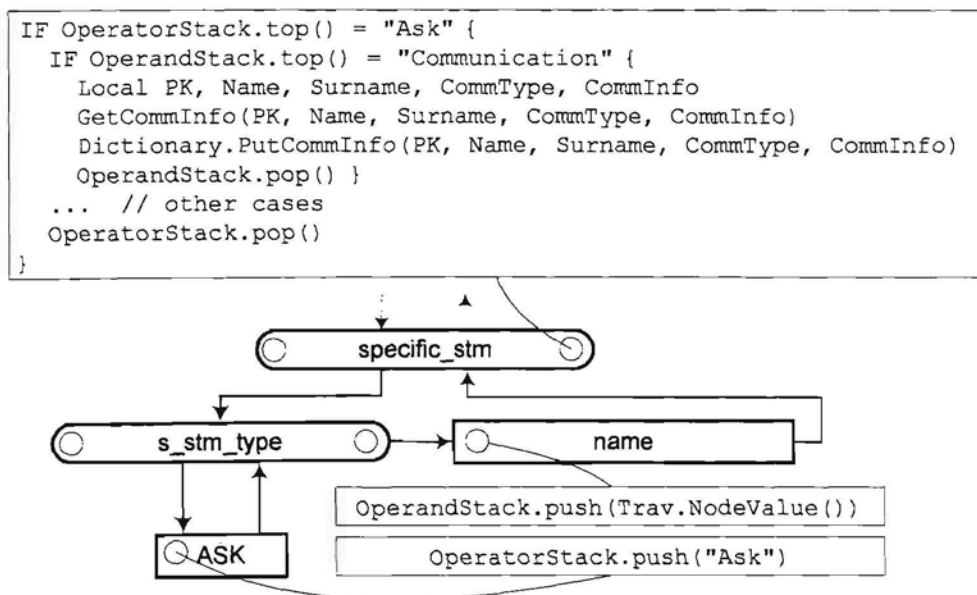 IF OperatorStack.top() = "Ask" {
IF OperandStack.top() = "Communication" {
Local PK, Name, Surname, CommType, CommInfo
GetCommInfo(PK, Name, Surname, CommType, CommInfo)
Dictionary.PutCommInfo(PK, Name, Surname, CommType, CommInfo)
OperandStack.pop() }
... // other cases
OperatorStack.pop()
}
specific_stm
s_stm_type
name
OperandStack.push(Trav.NodeValue())
ASK
OperatorStack.push("Ask")